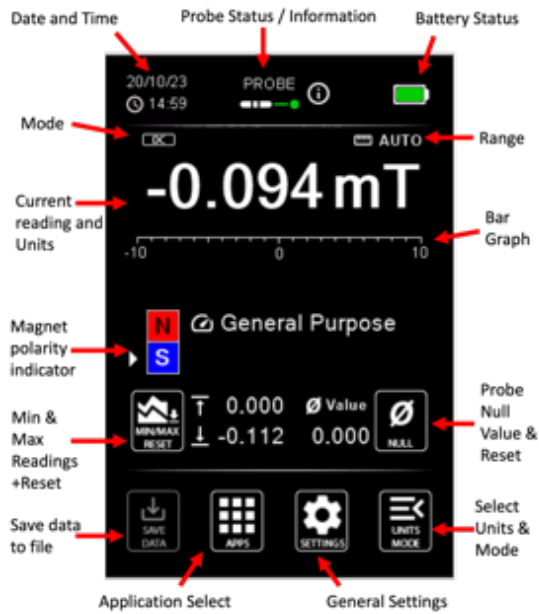 Date and Time
Probe Status / Information
Battery Status
20/10/23
14:59
PROBE
Mode
DC
AUTO
Range
-0.094 mT
Current
reading and
Units
-10
0
10
Bar
Graph
N
S
General Purpose
Magnet
polarity
indicator
Min &
Max
Readings
+Reset
MIN/MAX
RESET
0.000
-0.112
Ø Value
0.000
Ø
NULL
Probe
Null
Value &
Reset
Save data
to file
SAVE
DATA
APPS
SETTINGS
UNITS
MODE
Select
Units &
Mode
Application Select
General Settings